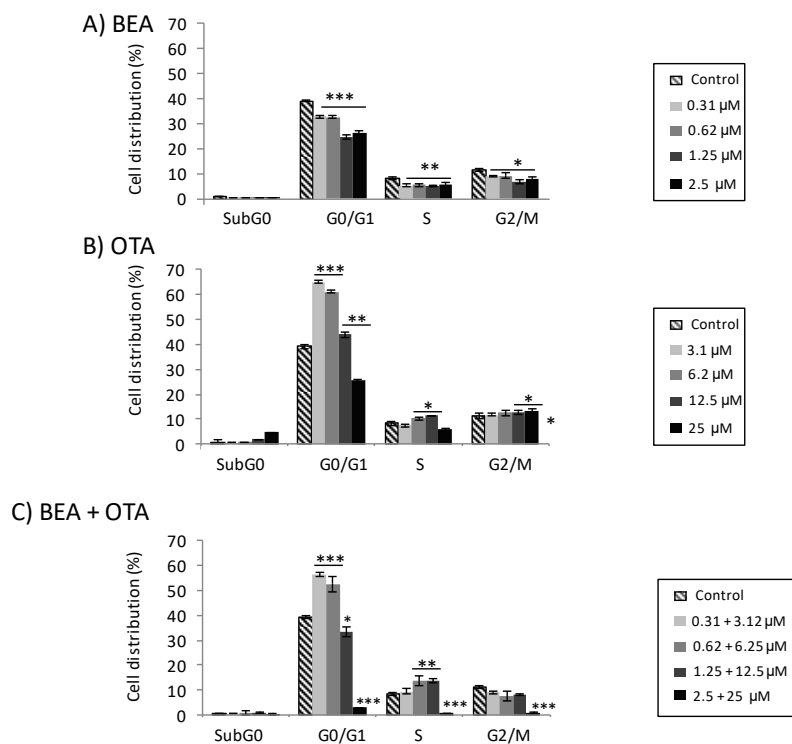 A) BEA
Cell distribution (%)
70
60
50
40
30
20
10
0
***
**
*
SubG0 G0/G1 S G2/M
Control
0.31 µM
0.62 µM
1.25 µM
2.5 µM
B) OTA
Cell distribution (%)
70
60
50
40
30
20
10
0
***
**
*
*
*
SubG0 G0/G1 S G2/M
Control
3.1 µM
6.2 µM
12.5 µM
25 µM
C) BEA + OTA
Cell distribution (%)
70
60
50
40
30
20
10
0
***
*
***
**
***
***
SubG0 G0/G1 S G2/M
Control
0.31 + 3.12 µM
0.62 + 6.25 µM
1.25 + 12.5 µM
2.5 + 25 µM